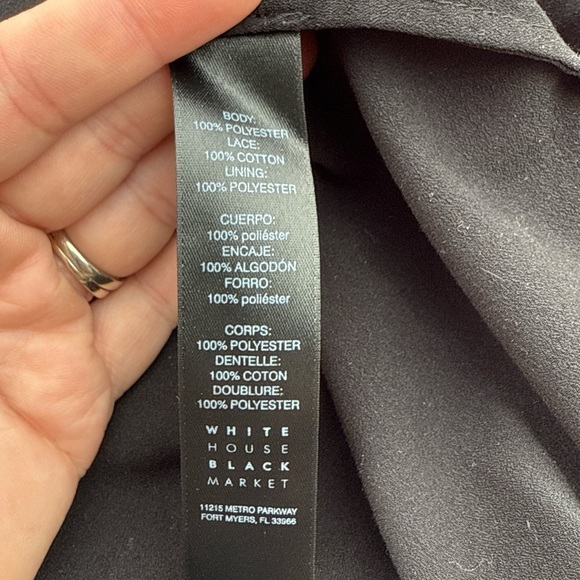 BODY:
100% POLYESTER
LACE:
100% COTTON
LINING:
100% POLYESTER
CUERPO:
100% poliéster
ENCAJE:
100% ALGODÓN
FORRO:
100% poliéster
CORPS:
100% POLYESTER
DENTELLE:
100% COTON
DOUBLURE:
100% POLYESTER
WHITE
HOUSE
BLACK
MARKET
11215 METRO PARKWAY
FORT MYERS, FL 33966